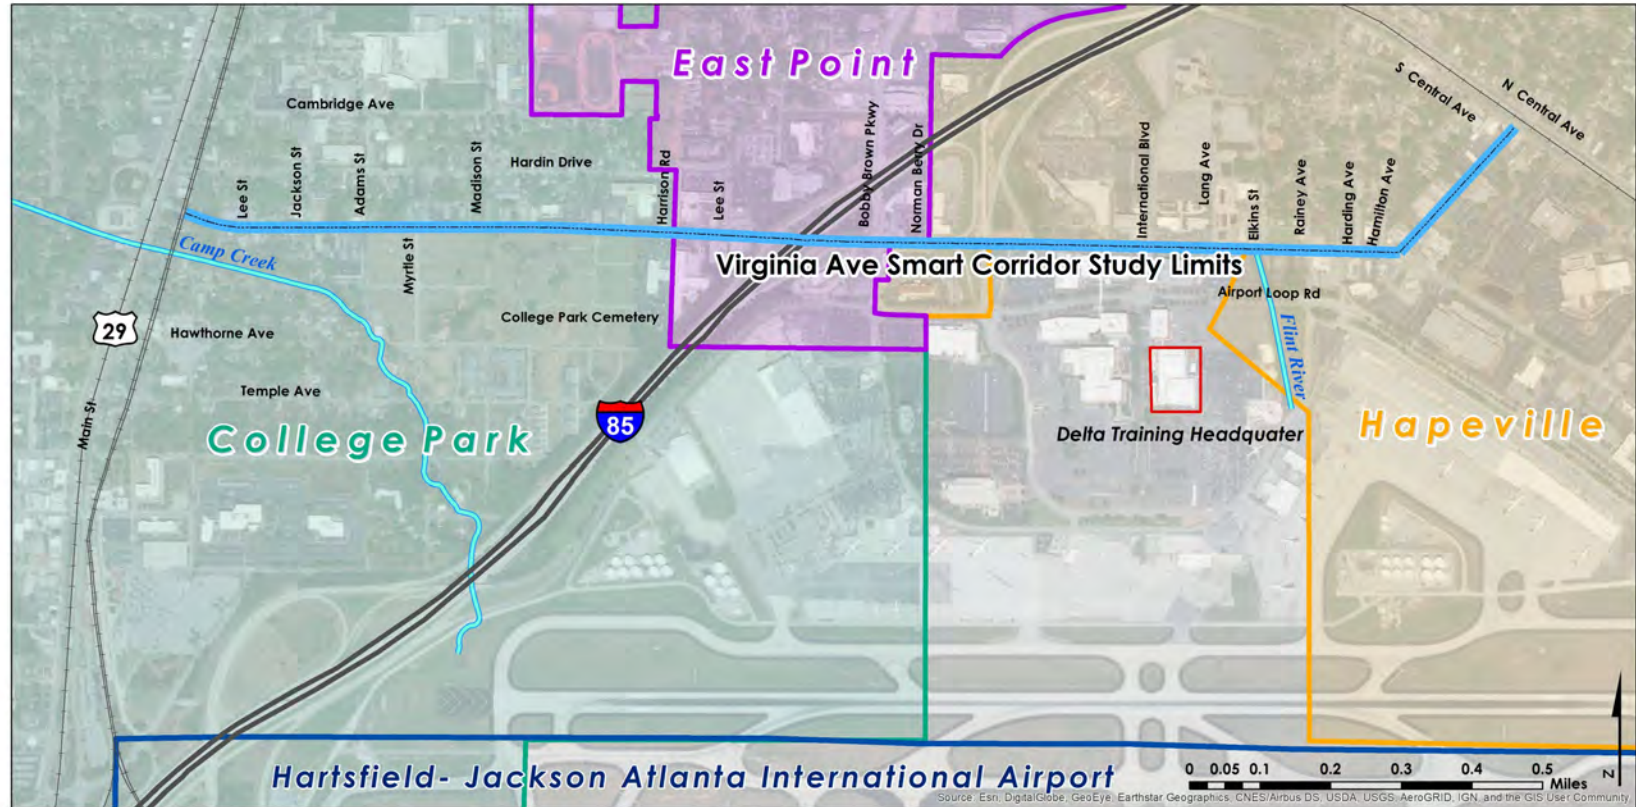 East Point
S Central Ave
N Central Ave
Cambridge Ave
Hardin Drive
Lee St
Jackson St
Adams St
Madison St
Harrison Rd
Lee St
Bobby Brown Pkwy
Norman Berry Dr
International Blvd
Lang Ave
Elkins St
Rainey Ave
Harding Ave
Hamilton Ave
Camp Creek
Myrtle St
Virginia Ave Smart Corridor Study Limits
Airport Loop Rd
29
Hawthorne Ave
College Park Cemetery
Flint River
Temple Ave
Main St
85
College Park
Delta Training Headquater
Hapeville
Hartsfield- Jackson Atlanta International Airport
0 0.05 0.1 0.2 0.3 0.4 0.5
Miles
N
Source: Esri, DigitalGlobe, GeoEye, Earthstar Geographics, CNES/Airbus DS, USDA, USGS, AeroGRID, IGN, and the GIS User Community